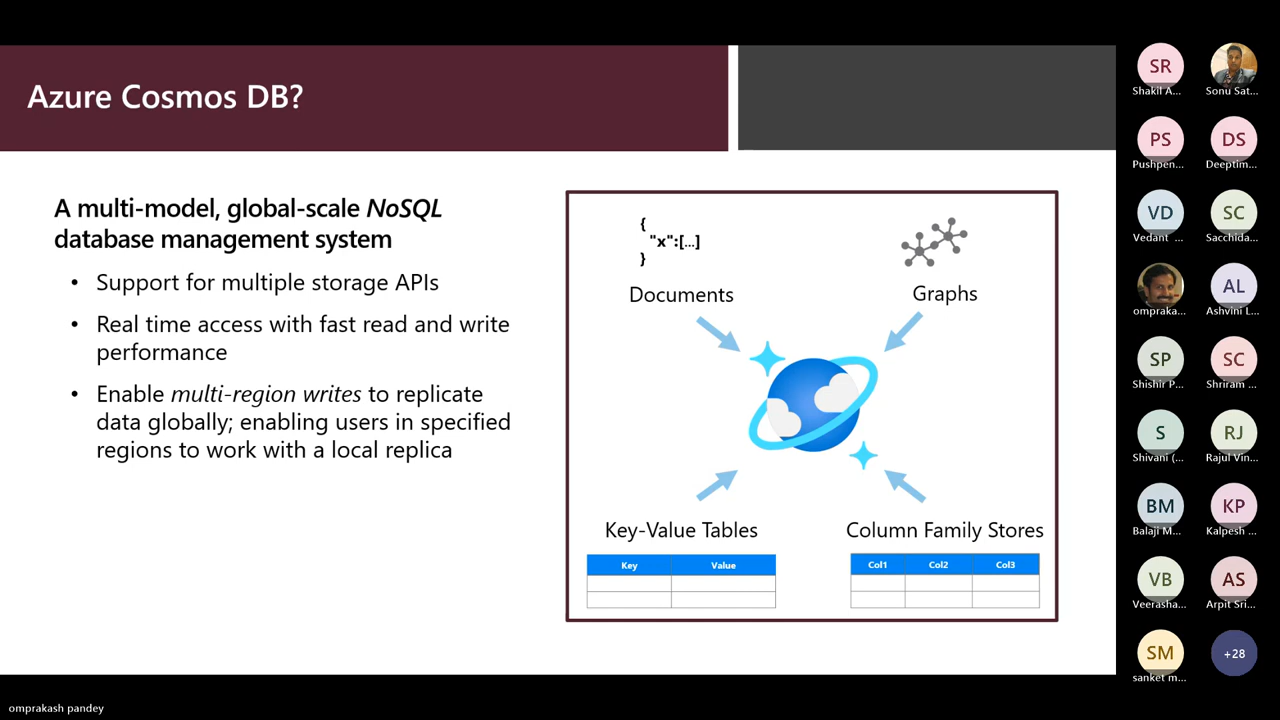 Azure Cosmos DB?
A multi-model, global-scale NoSQL
database management system
• Support for multiple storage APIs
• Real time access with fast read and write
performance
• Enable multi-region writes to replicate
data globally; enabling users in specified
regions to work with a local replica
{
"x":[...]
}
Documents
Graphs
Key-Value Tables
Column Family Stores
Key Value
Col1 Col2 Col3
SR
Shakil A...
Sonu Sat...
PS
Pushpen...
DS
Deeptim...
VD
Vedant ...
SC
Sacchida...
ompraka...
AL
Ashvini L...
SP
Shishir P...
SC
Shriram ...
S
Shivani (...
RJ
Rajul Vin...
BM
Balaji M...
KP
Kalpesh ...
VB
Veerasha...
AS
Arpit Sri...
SM
sanket m...
+28
omprakash pandey